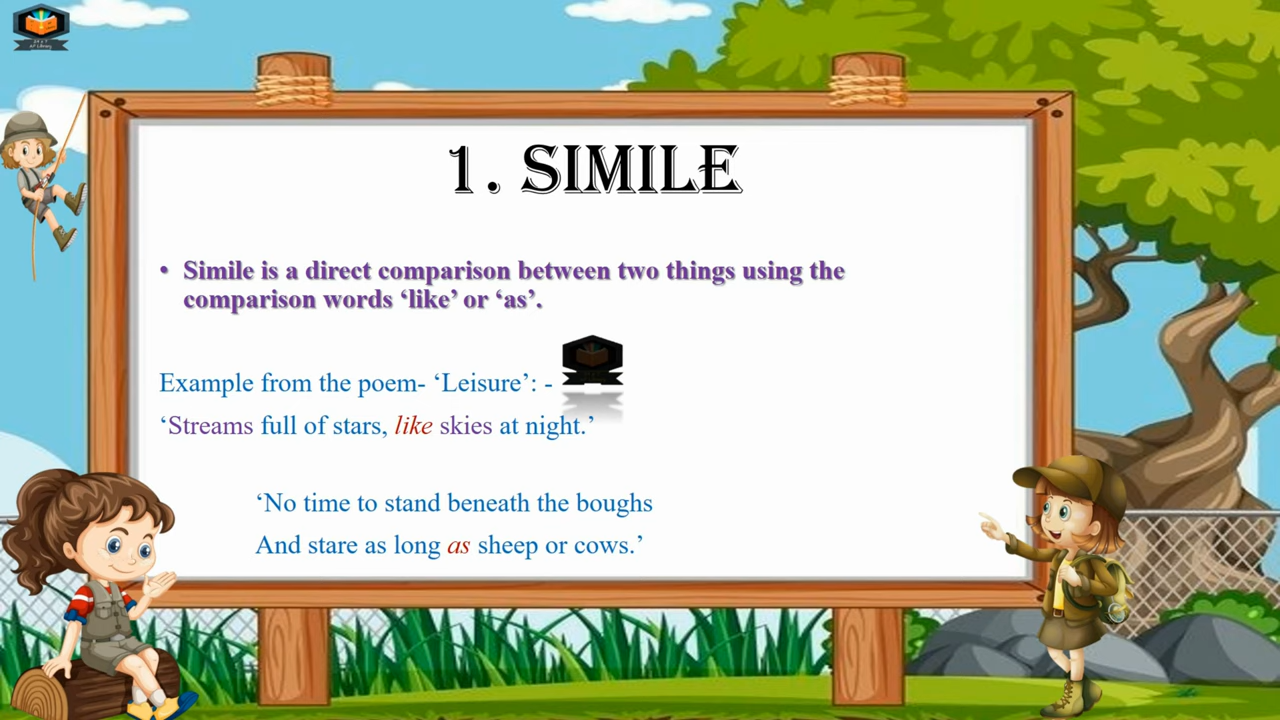 1. SIMILE
• Simile is a direct comparison between two things using the
comparison words ‘like’ or ‘as’.
Example from the poem- ‘Leisure’: -
‘Streams full of stars, like skies at night.’
‘No time to stand beneath the boughs
And stare as long as sheep or cows.’